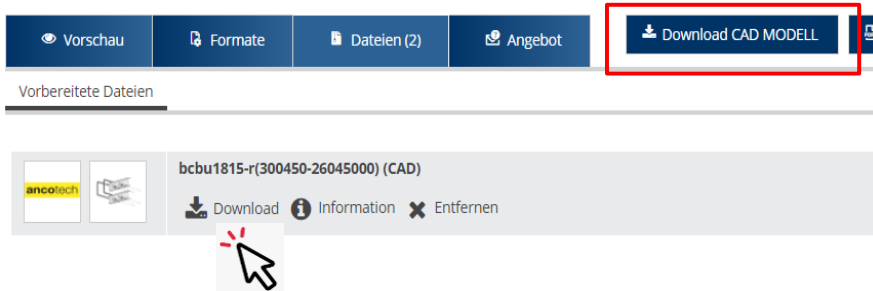 Vorschau
Formate
Dateien (2)
Angebot
Download CAD MODELL
Vorbereitete Dateien
bcbu1815-r(300450-26045000) (CAD)
ancotech
Download
Information
Entfernen